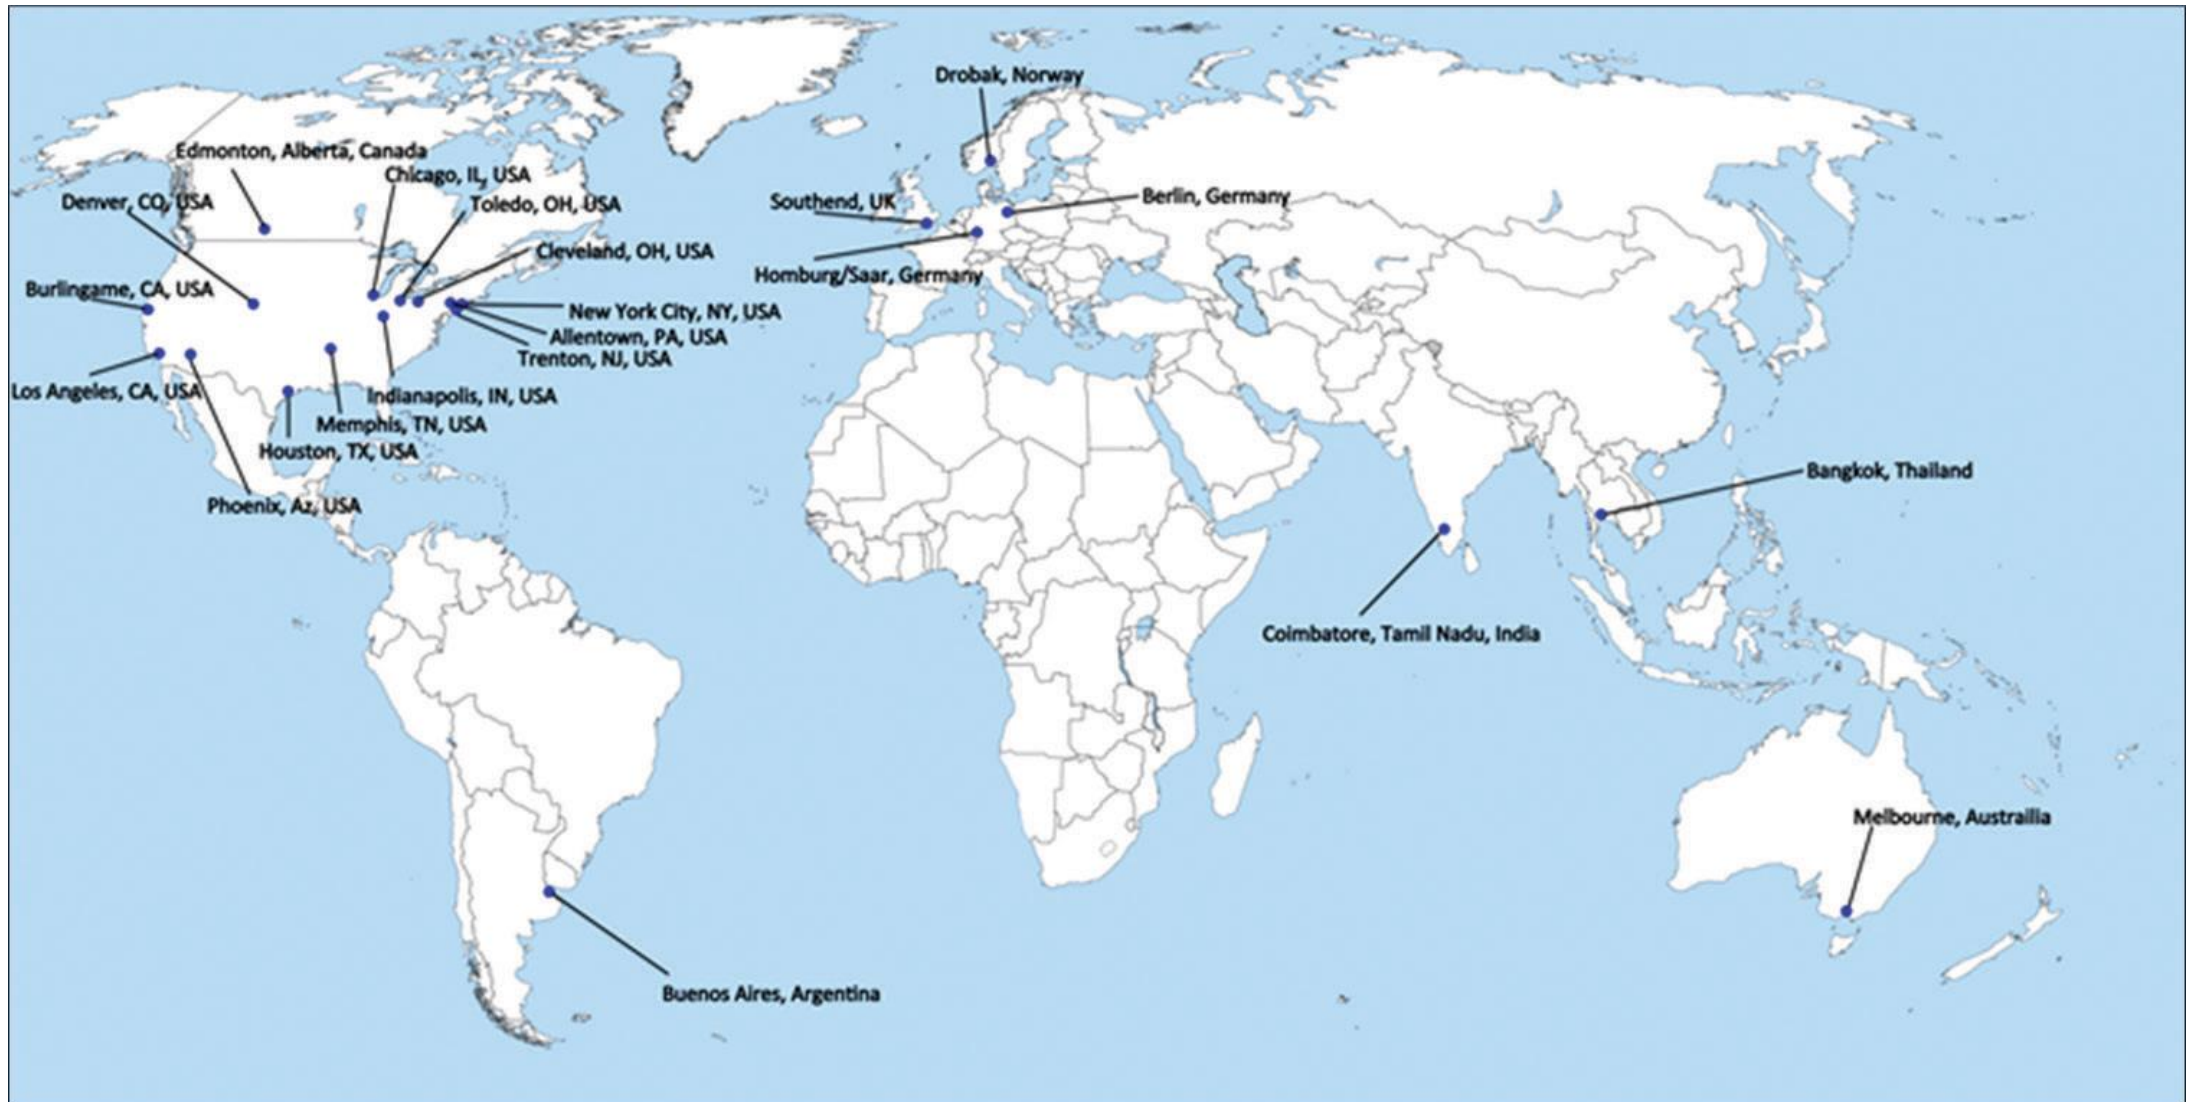 Drobak, Norway
Edmonton, Alberta, Canada
Chicago, IL, USA
Denver, CO, USA
Toledo, OH, USA
Southend, UK
Berlin, Germany
Cleveland, OH, USA
Homburg/Saar, Germany
Burlingame, CA, USA
New York City, NY, USA
Allentown, PA, USA
Trenton, NJ, USA
Los Angeles, CA, USA
Indianapolis, IN, USA
Memphis, TN, USA
Houston, TX, USA
Phoenix, Az, USA
Bangkok, Thailand
Coimbatore, Tamil Nadu, India
Melbourne, Austrailia
Buenos Aires, Argentina